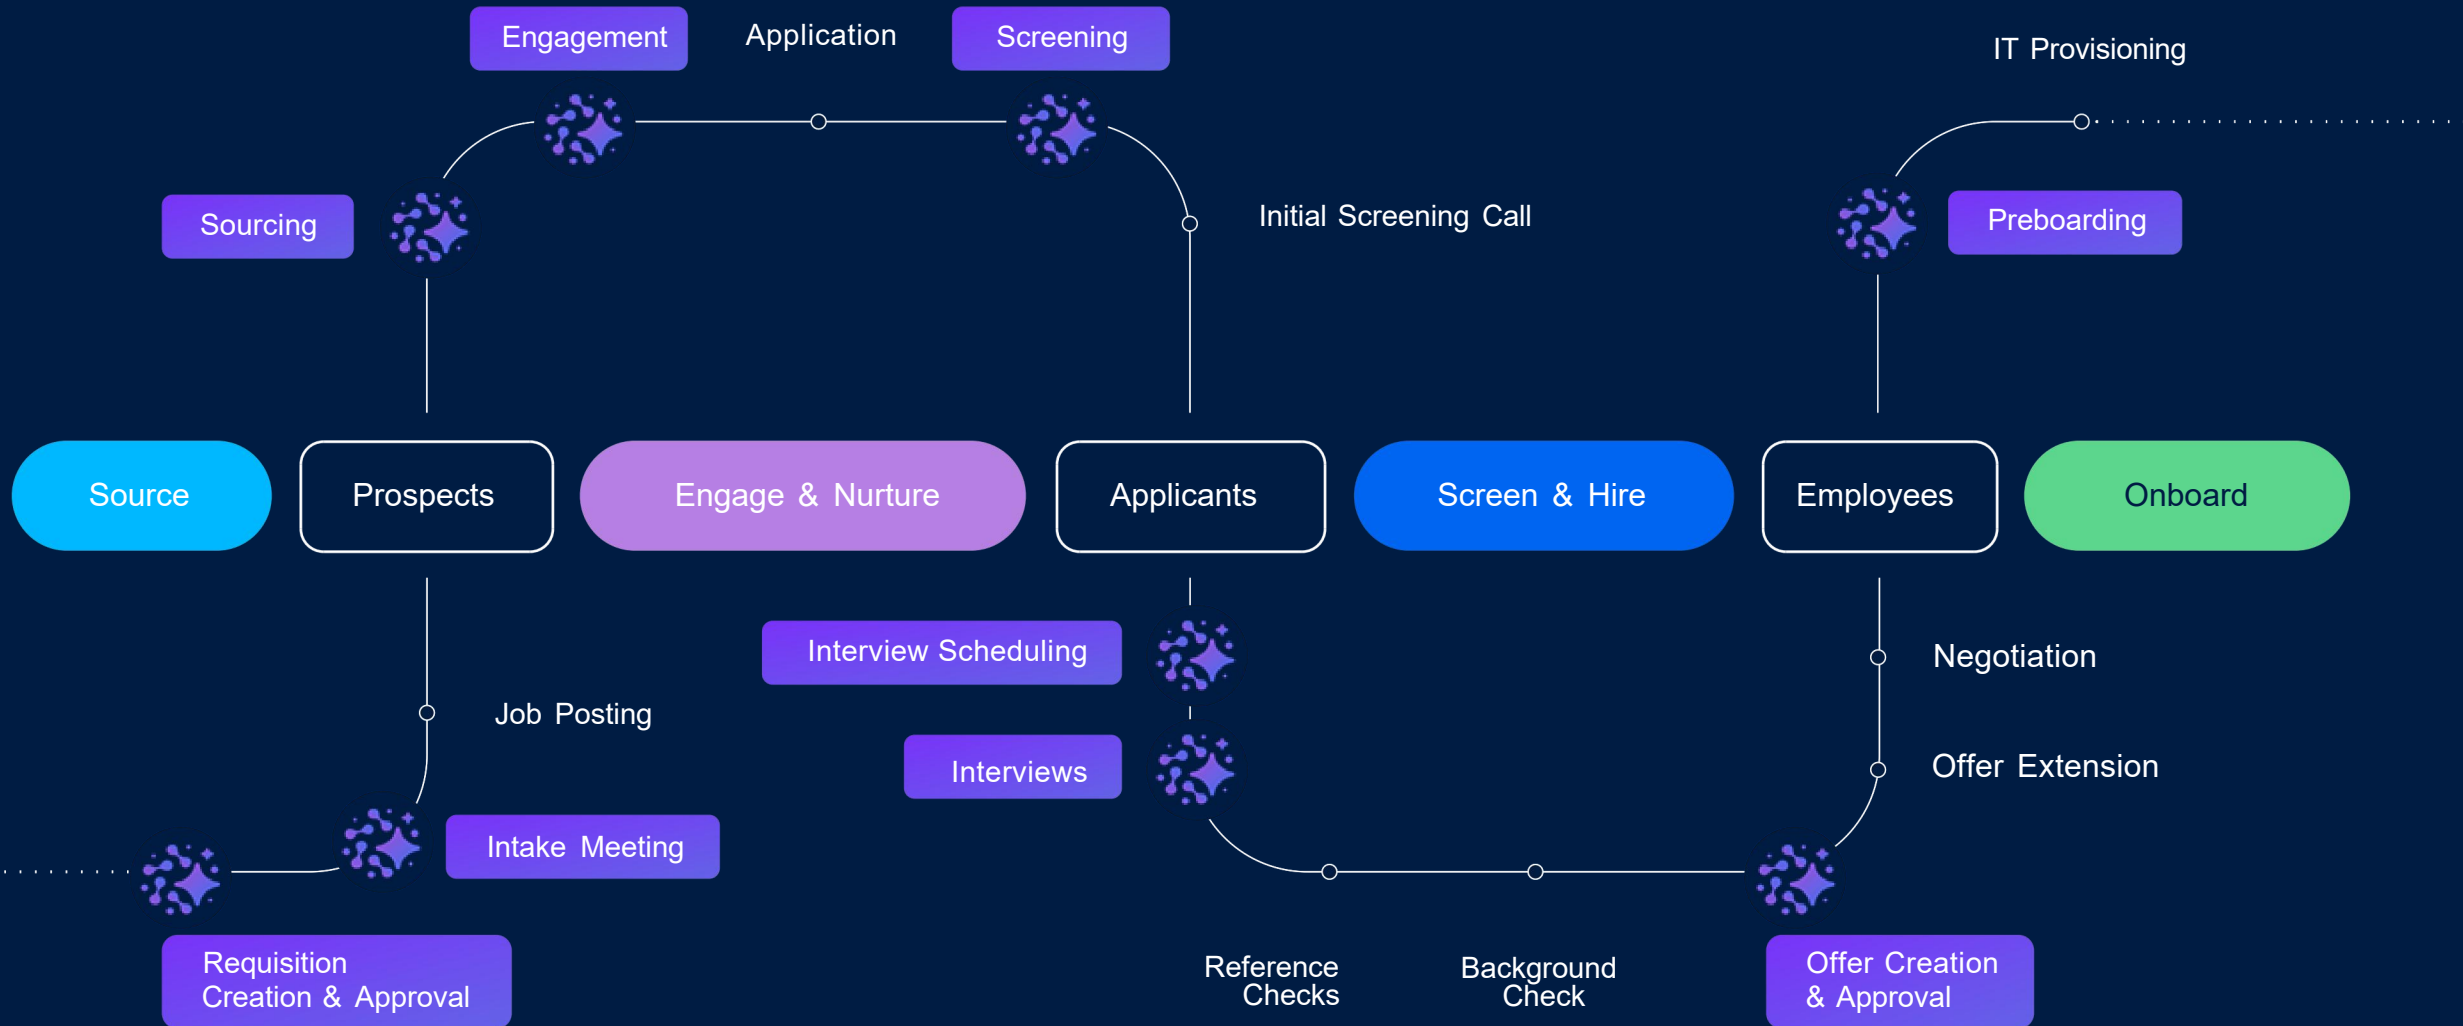 Engagement
Application
Screening
IT Provisioning
Sourcing
Initial Screening Call
Preboarding
Source
Prospects
Engage & Nurture
Applicants
Screen & Hire
Employees
Onboard
Interview Scheduling
Negotiation
Job Posting
Interviews
Offer Extension
Intake Meeting
Requisition
Creation & Approval
Reference
Checks
Background
Check
Offer Creation
& Approval